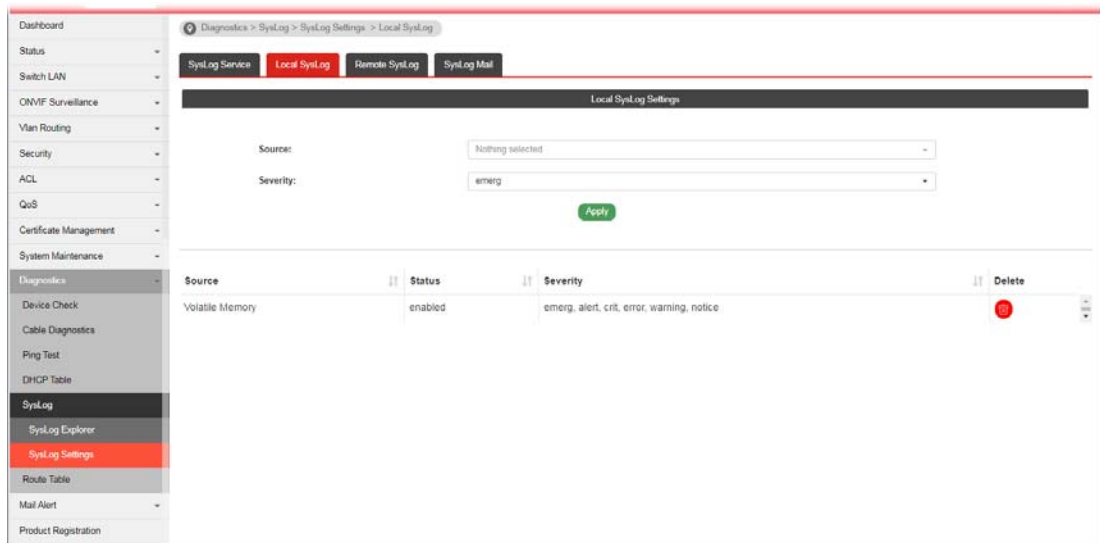 Dashboard
Status
Switch LAN
ONVIF Surveillance
Vlan Routing
Security
ACL
QoS
Certificate Management
System Maintenance
Diagnostics
Device Check
Cable Diagnostics
Ping Test
DHCP Table
SysLog
SysLog Explorer
SysLog Settings
Route Table
Mail Alert
Product Registration
Diagnostics > SysLog > SysLog Settings > Local SysLog
SysLog Service Local SysLog Remote SysLog SysLog Mail
Local SysLog Settings
Source: Nothing selected
Severity: emerg
Apply
Source Status Severity Delete
Volatile Memory enabled emerg, alert, crit, error, warning, notice